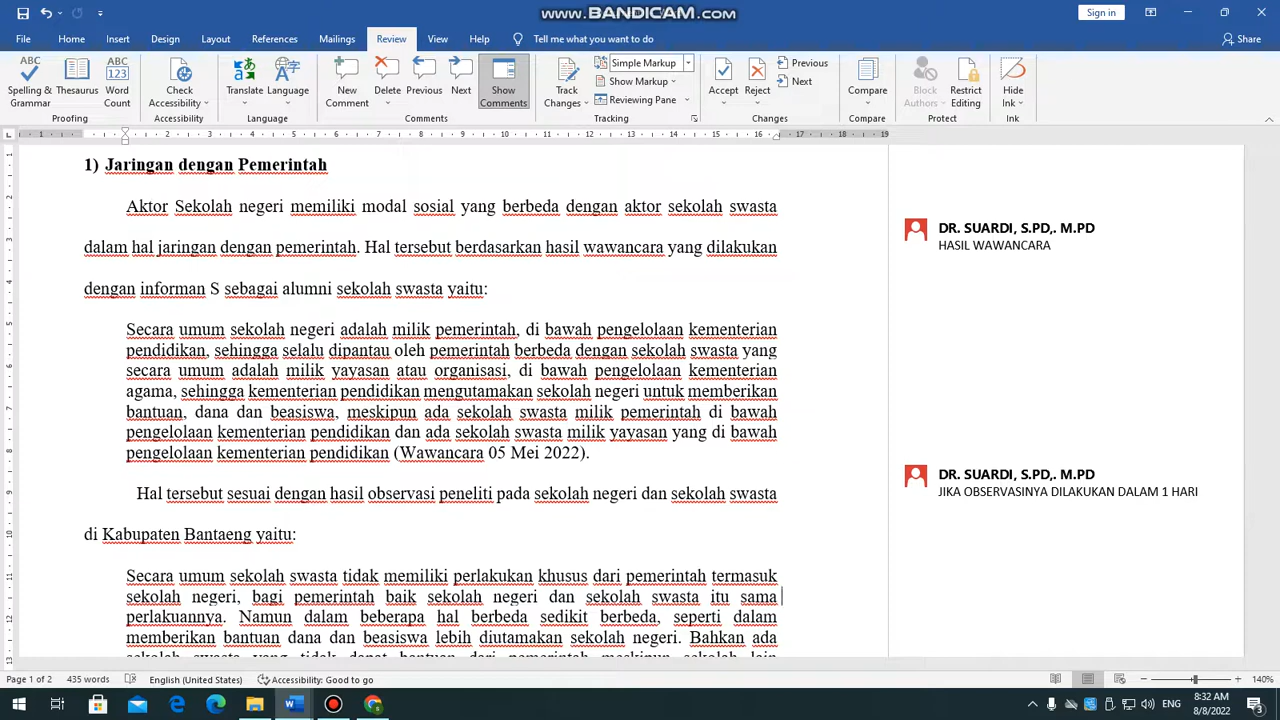 www.BANDICAM.com
Sign in
File Home Insert Design Layout References Mailings Review View Help Tell me what you want to do Share
Spelling & Grammar
Thesaurus
Word Count
Proofing
Check Accessibility
Accessibility
Translate
Language
Language
New Comment
Delete
Previous
Next
Show Comments
Comments
Track Changes
Simple Markup
Show Markup
Reviewing Pane
Tracking
Accept
Reject
Previous
Next
Changes
Compare
Compare
Block Authors
Restrict Editing
Protect
Hide Ink
Ink
1) Jaringan dengan Pemerintah
Aktor Sekolah negeri memiliki modal sosial yang berbeda dengan aktor sekolah swasta
dalam hal jaringan dengan pemerintah. Hal tersebut berdasarkan hasil wawancara yang dilakukan
dengan informan S sebagai alumni sekolah swasta yaitu:
Secara umum sekolah negeri adalah milik pemerintah, di bawah pengelolaan kementerian
pendidikan, sehingga selalu dipantau oleh pemerintah berbeda dengan sekolah swasta yang
secara umum adalah milik yayasan atau organisasi, di bawah pengelolaan kementerian
agama, sehingga kementerian pendidikan mengutamakan sekolah negeri untuk memberikan
bantuan, dana dan beasiswa, meskipun ada sekolah swasta milik pemerintah di bawah
pengelolaan kementerian pendidikan dan ada sekolah swasta milik yayasan yang di bawah
pengelolaan kementerian pendidikan (Wawancara 05 Mei 2022).
Hal tersebut sesuai dengan hasil observasi peneliti pada sekolah negeri dan sekolah swasta
di Kabupaten Bantaeng yaitu:
Secara umum sekolah swasta tidak memiliki perlakukan khusus dari pemerintah termasuk
sekolah negeri, bagi pemerintah baik sekolah negeri dan sekolah swasta itu sama
perlakuannya. Namun dalam beberapa hal berbeda sedikit berbeda, seperti dalam
memberikan bantuan dana dan beasiswa lebih diutamakan sekolah negeri. Bahkan ada
sekolah swasta yang tidak dapat bantuan dari pemerintah meskipun sekolah lain
DR. SUARDI, S.PD,. M.PD
HASIL WAWANCARA
DR. SUARDI, S.PD,. M.PD
JIKA OBSERVASINYA DILAKUKAN DALAM 1 HARI
Page 1 of 2 435 words English (United States) Accessibility: Good to go 140%
8:32 AM
8/8/2022